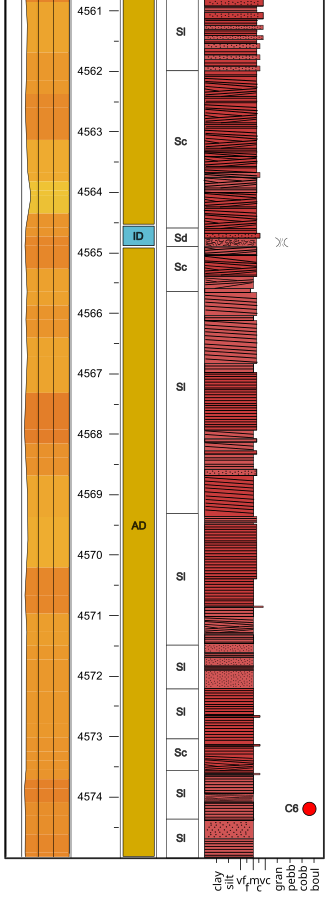 4561
Sl
4562
4563
Sc
4564
ID
Sd
4565
Sc
4566
4567
Sl
4568
4569
AD
4570
Sl
4571
Sl
4572
Sl
4573
Sc
4574
Sl
C6
Sl
clay
silt
vf
f
m
c
vc
gran
pebb
cobb
boul